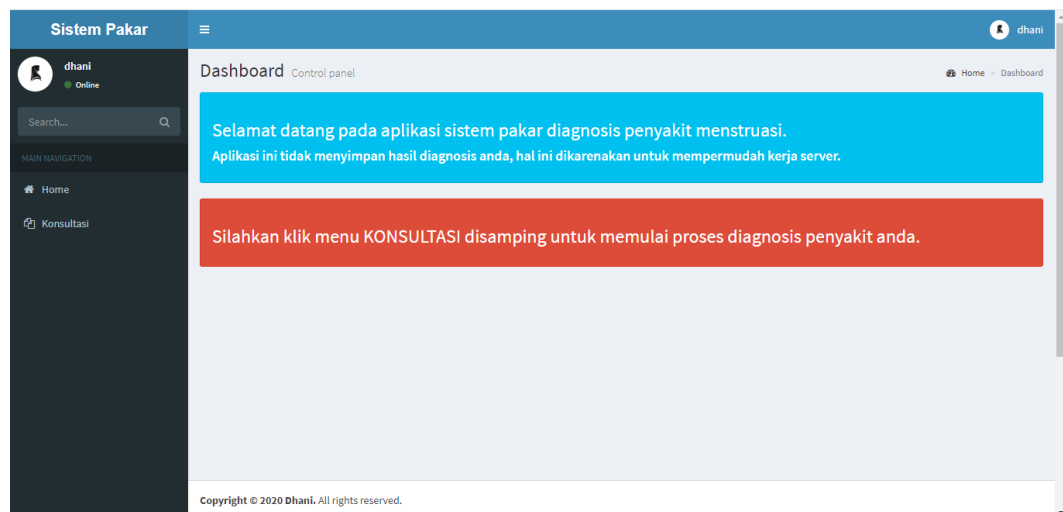 Sistem Pakar
dhani
dhani
Online
Search...
MAIN NAVIGATION
Home
Konsultasi
Dashboard Control panel
Home > Dashboard
Selamat datang pada aplikasi sistem pakar diagnosis penyakit menstruasi.
Aplikasi ini tidak menyimpan hasil diagnosis anda, hal ini dikarenakan untuk mempermudah kerja server.
Silahkan klik menu KONSULTASI disamping untuk memulai proses diagnosis penyakit anda.
Copyright © 2020 Dhani. All rights reserved.